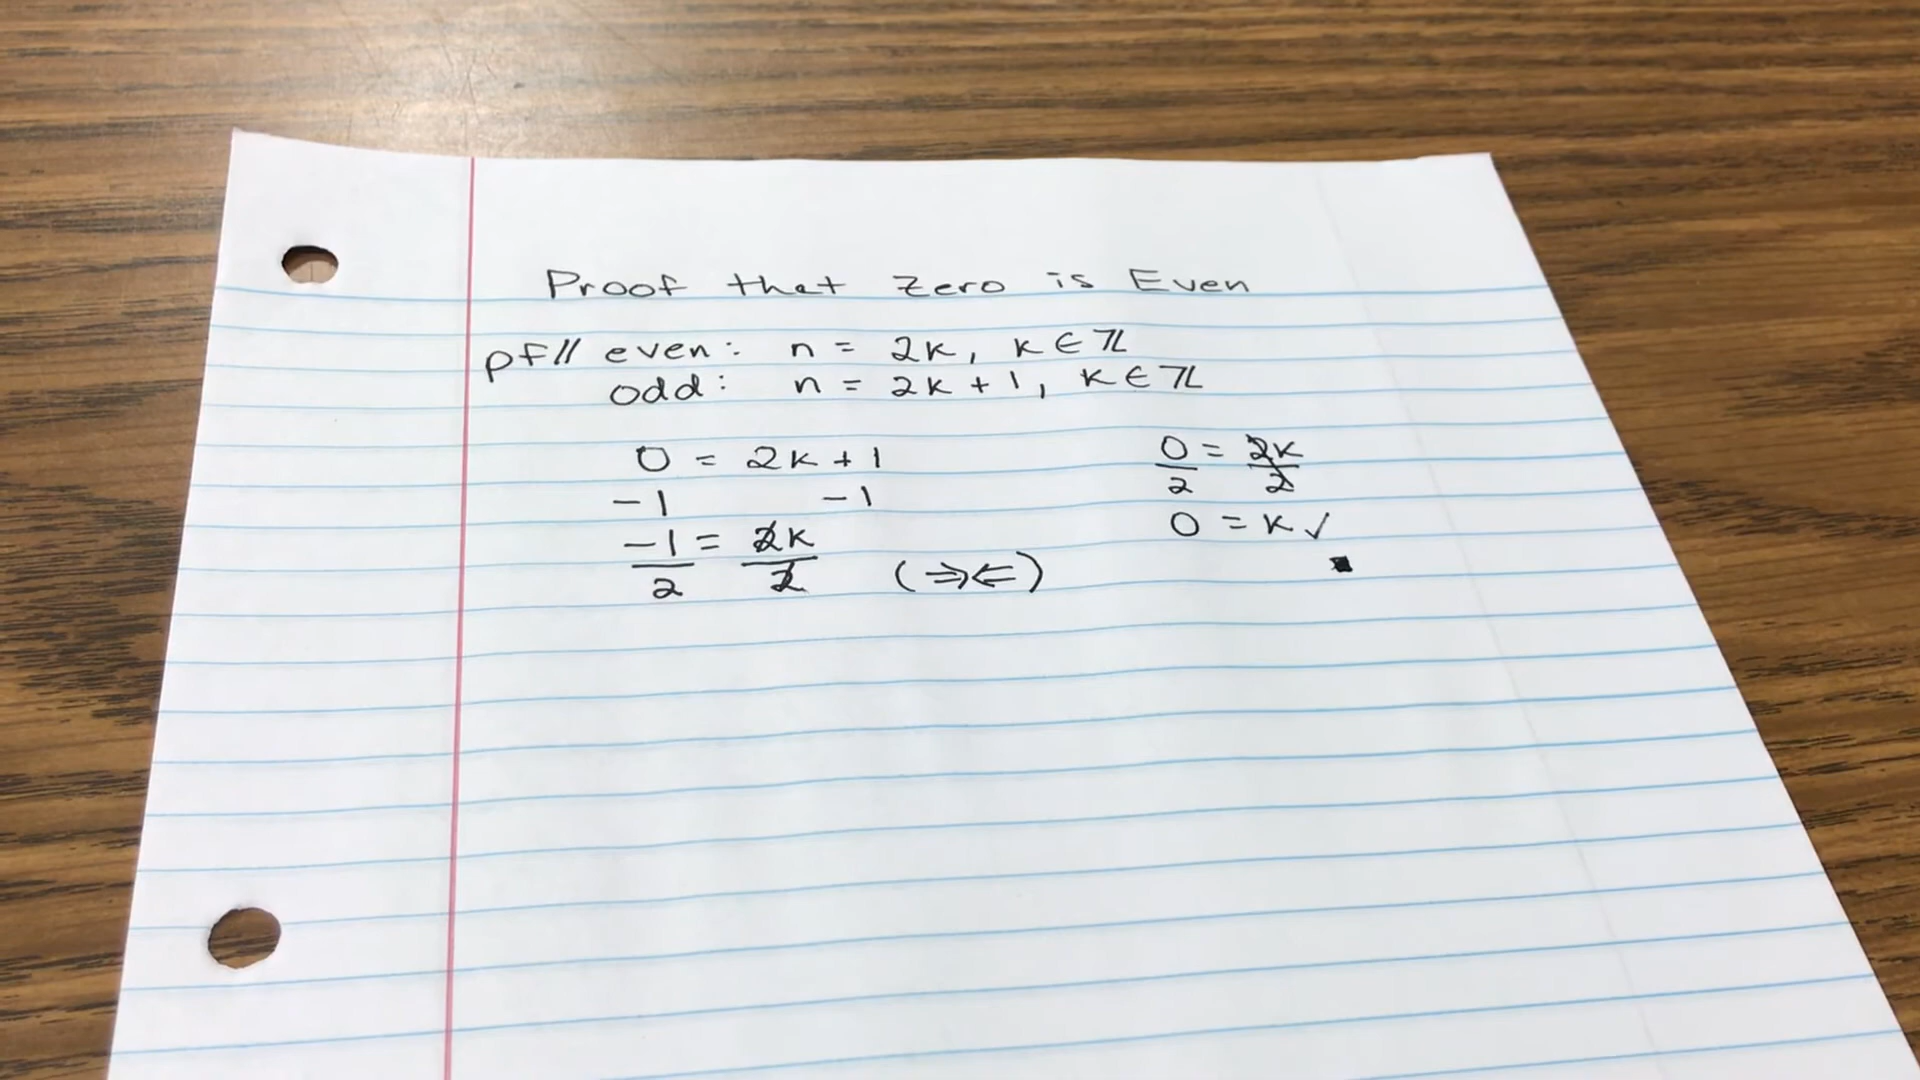 Proof that Zero is Even
pf// even: n = 2k, k ∈ ℤ
odd: n = 2k + 1, k ∈ ℤ
0 = 2k + 1
-1 -1
-1 = 2k
2 2 (⇒⇐)
0 = 2k
2 2
0 = k ✓
■